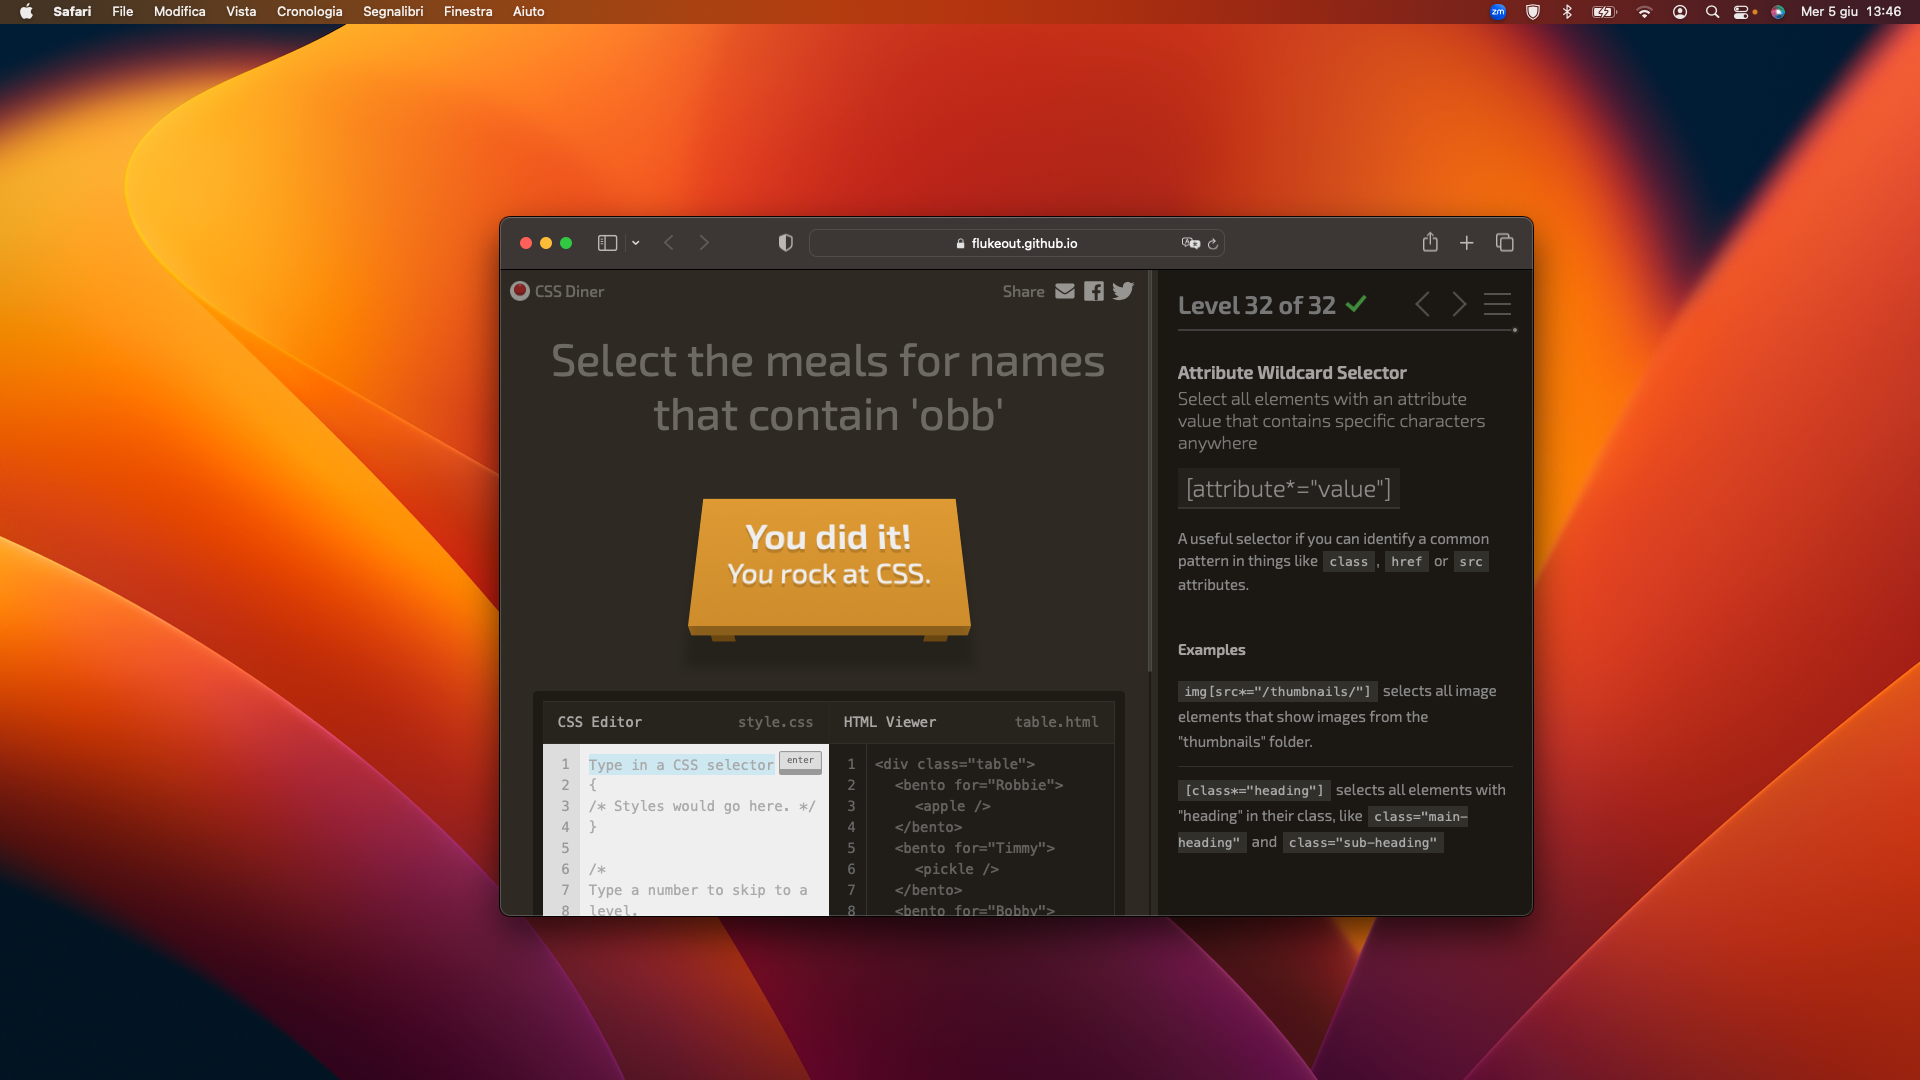 Safari File Modifica Vista Cronologia Segnalibri Finestra Aiuto
zm
Mer 5 giu 13:46
flukeout.github.io
CSS Diner
Share
Select the meals for names
that contain 'obb'
You did it!
You rock at CSS.
CSS Editor style.css
HTML Viewer table.html
1 Type in a CSS selector enter
2 {
3 /* Styles would go here. */
4 }
5
6 /*
7 Type a number to skip to a
8 level.
1 <div class="table">
2 <bento for="Robbie">
3 <apple />
4 </bento>
5 <bento for="Timmy">
6 <pickle />
7 </bento>
8 <bento for="Bobby">
Level 32 of 32
Attribute Wildcard Selector
Select all elements with an attribute
value that contains specific characters
anywhere
[attribute*="value"]
A useful selector if you can identify a common
pattern in things like class , href or src
attributes.
Examples
img[src*="/thumbnails/"] selects all image
elements that show images from the
"thumbnails" folder.
[class*="heading"] selects all elements with
"heading" in their class, like class="main-
heading" and class="sub-heading"